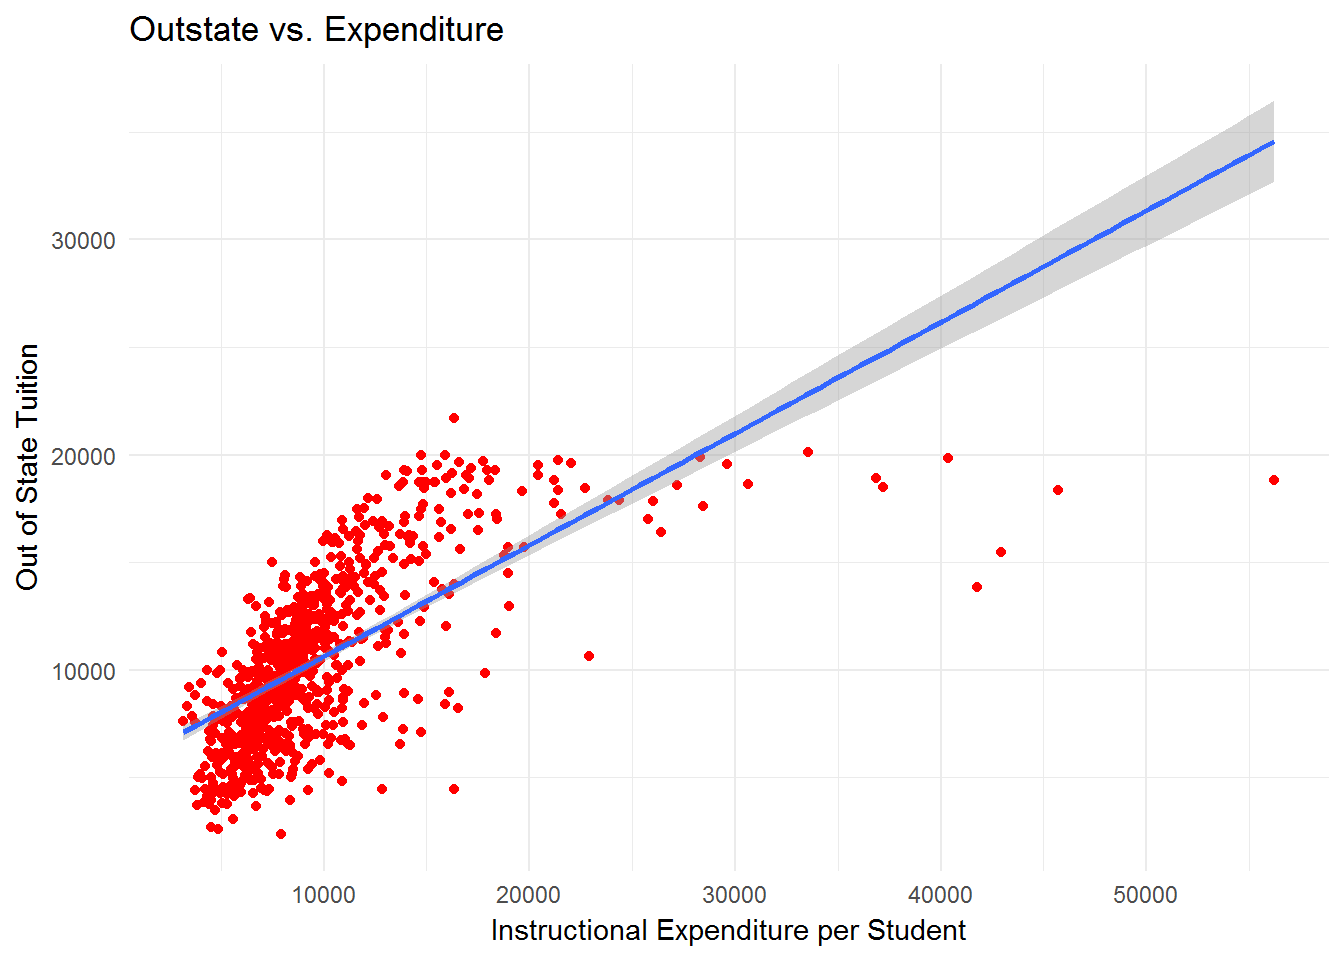 Outstate vs. Expenditure
Out of State Tuition
30000
20000
10000
10000 20000 30000 40000 50000
Instructional Expenditure per Student